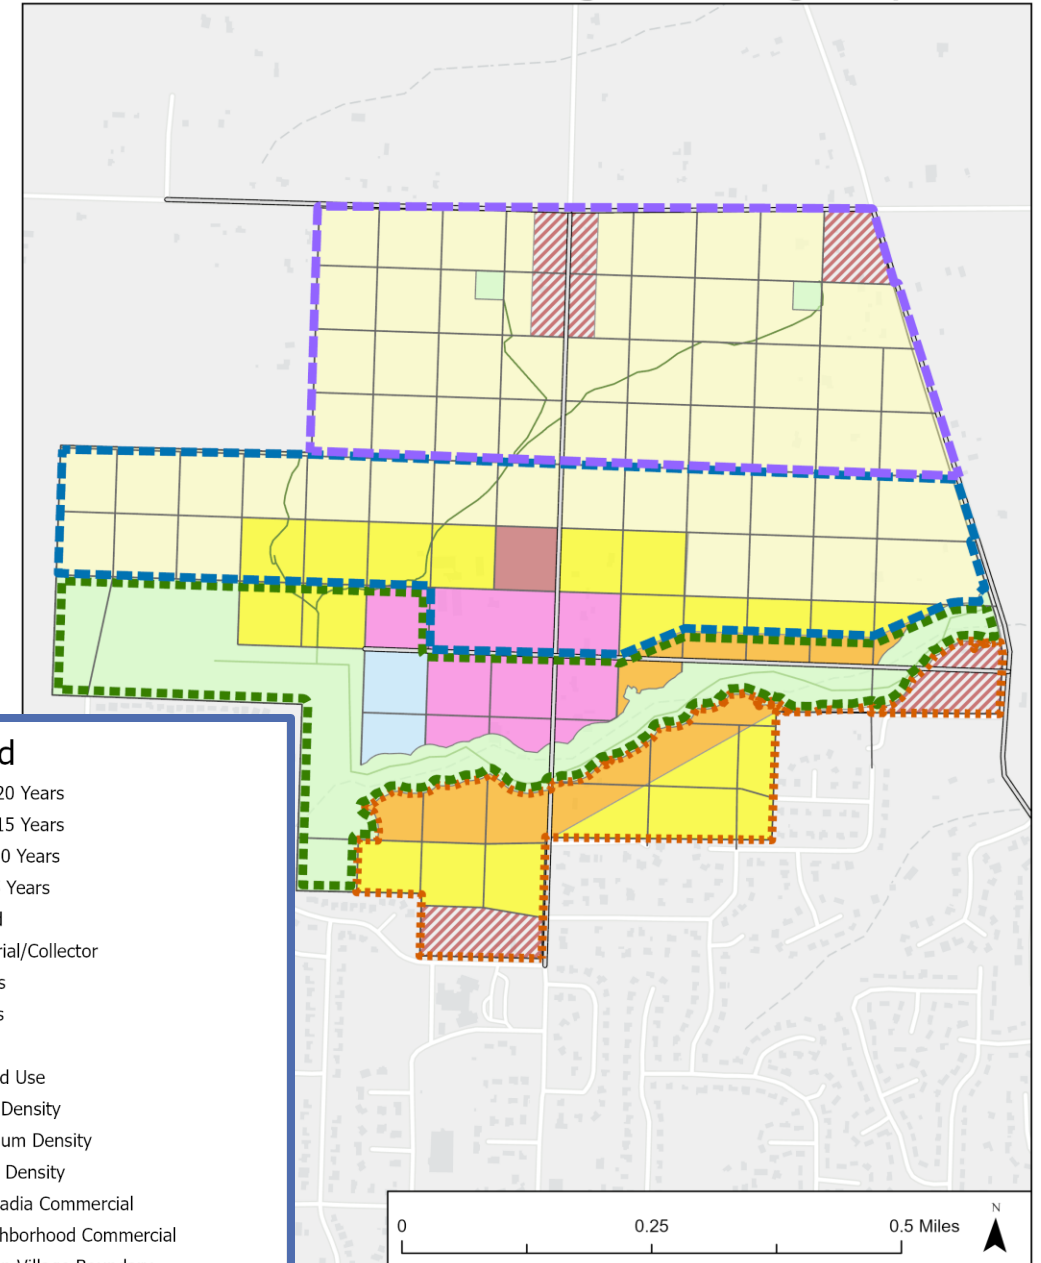 d
20 Years
15 Years
0 Years
Years
d
rial/Collector
s
s
d Use
Density
um Density
Density
adia Commercial
hborhood Commercial
0
0.25
0.5 Miles
N